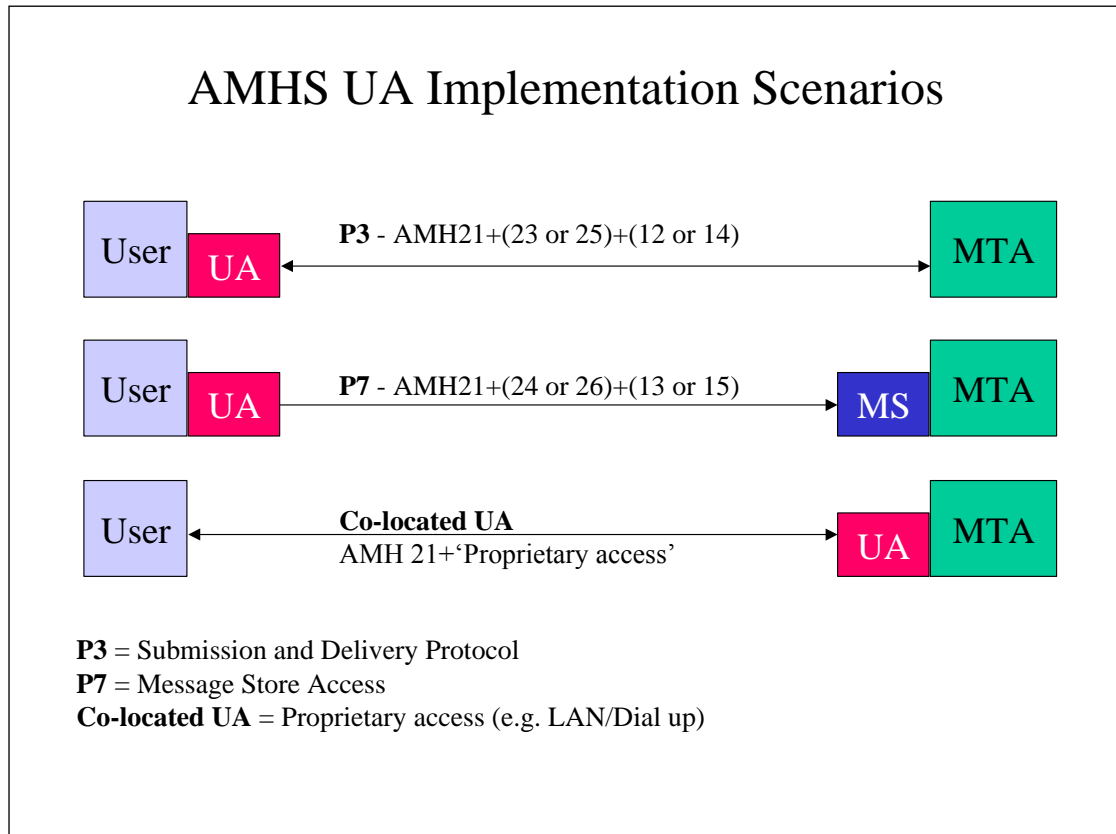 AMHS UA Implementation Scenarios
User
UA
P3 - AMH21+(23 or 25)+(12 or 14)
MTA
User
UA
P7 - AMH21+(24 or 26)+(13 or 15)
MS
MTA
User
Co-located UA
AMH 21+‘Proprietary access’
UA
MTA
P3 = Submission and Delivery Protocol
P7 = Message Store Access
Co-located UA = Proprietary access (e.g. LAN/Dial up)